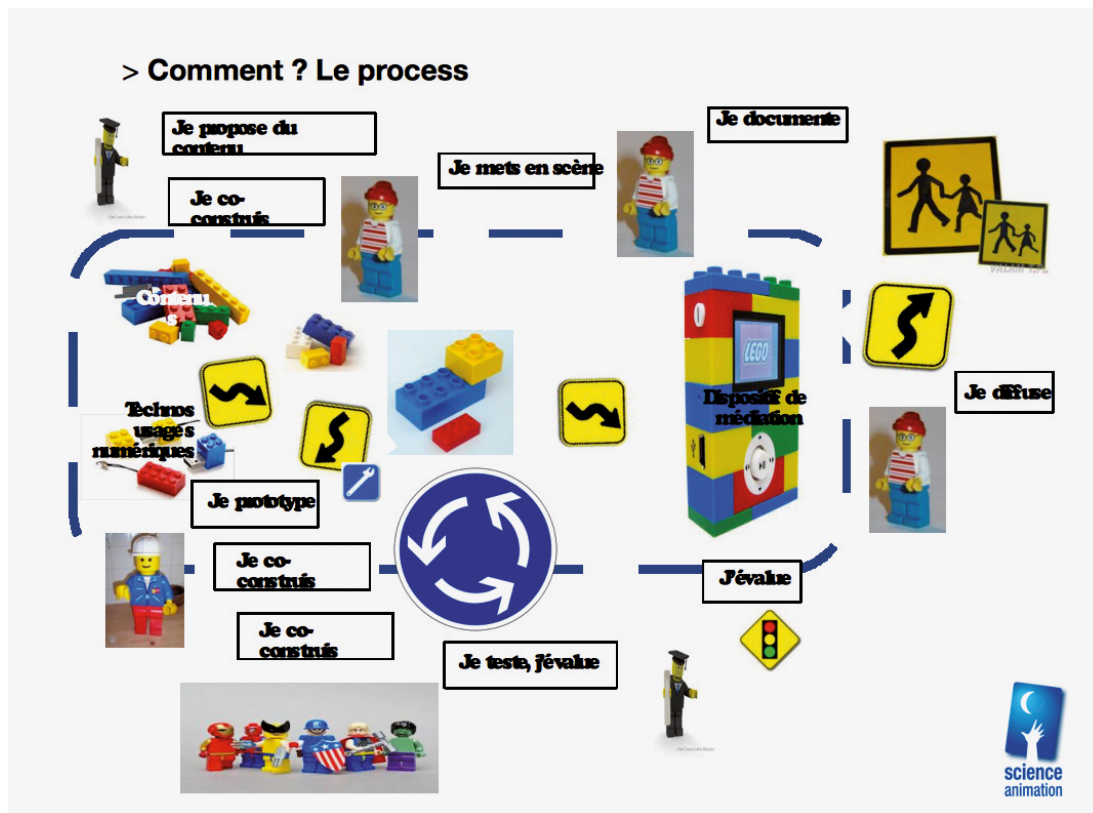 > Comment ? Le process
Je propose du
contenu
Je documente
Je mets en scène
Je co-
construis
Contenu
s
LEGO
Je diffuse
Dispositif de
médiation
Technos
usages
numériques
Je prototype
Je co-
construis
J'évalue
Je co-
construis
Je teste, j'évalue
science
animation